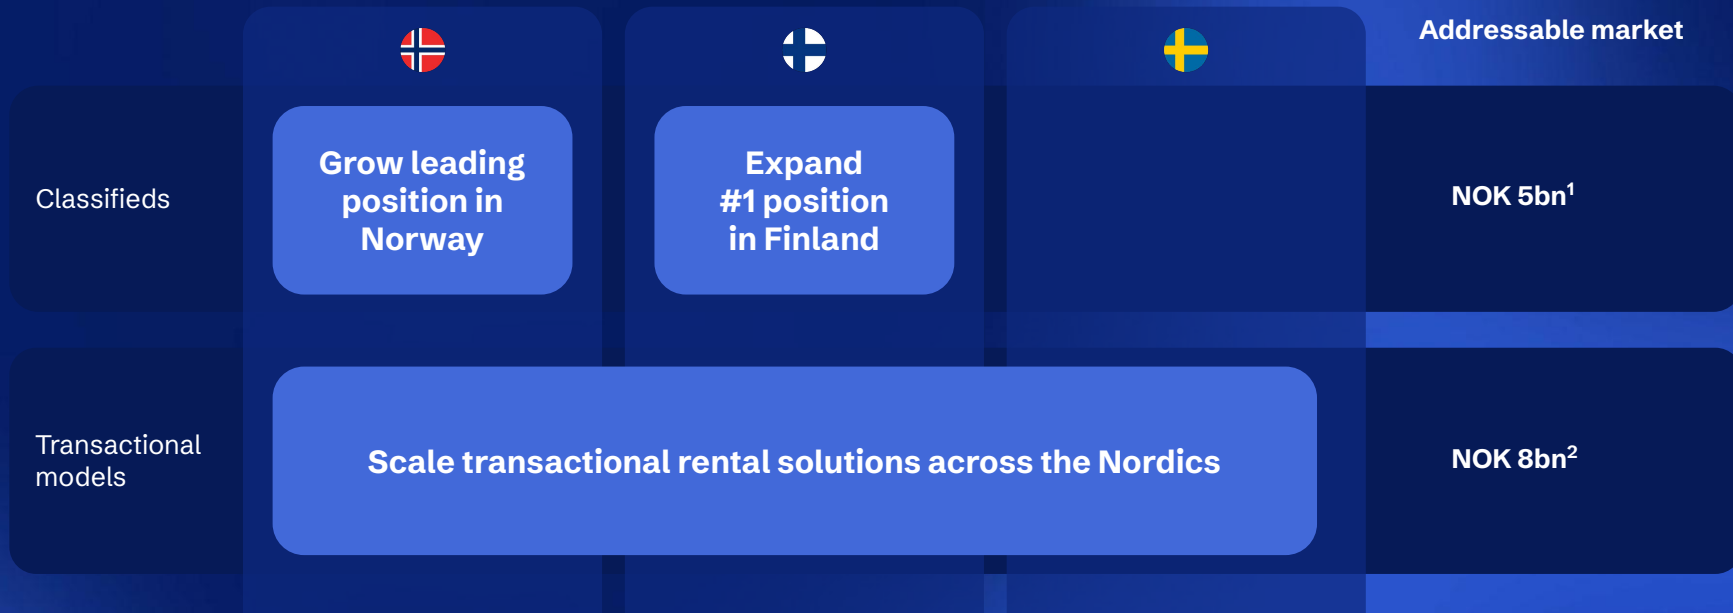 Addressable market
Classifieds
Grow leading
position in
Norway
Expand
#1 position
in Finland
NOK 5bn¹
Transactional
models
Scale transactional rental solutions across the Nordics
NOK 8bn²